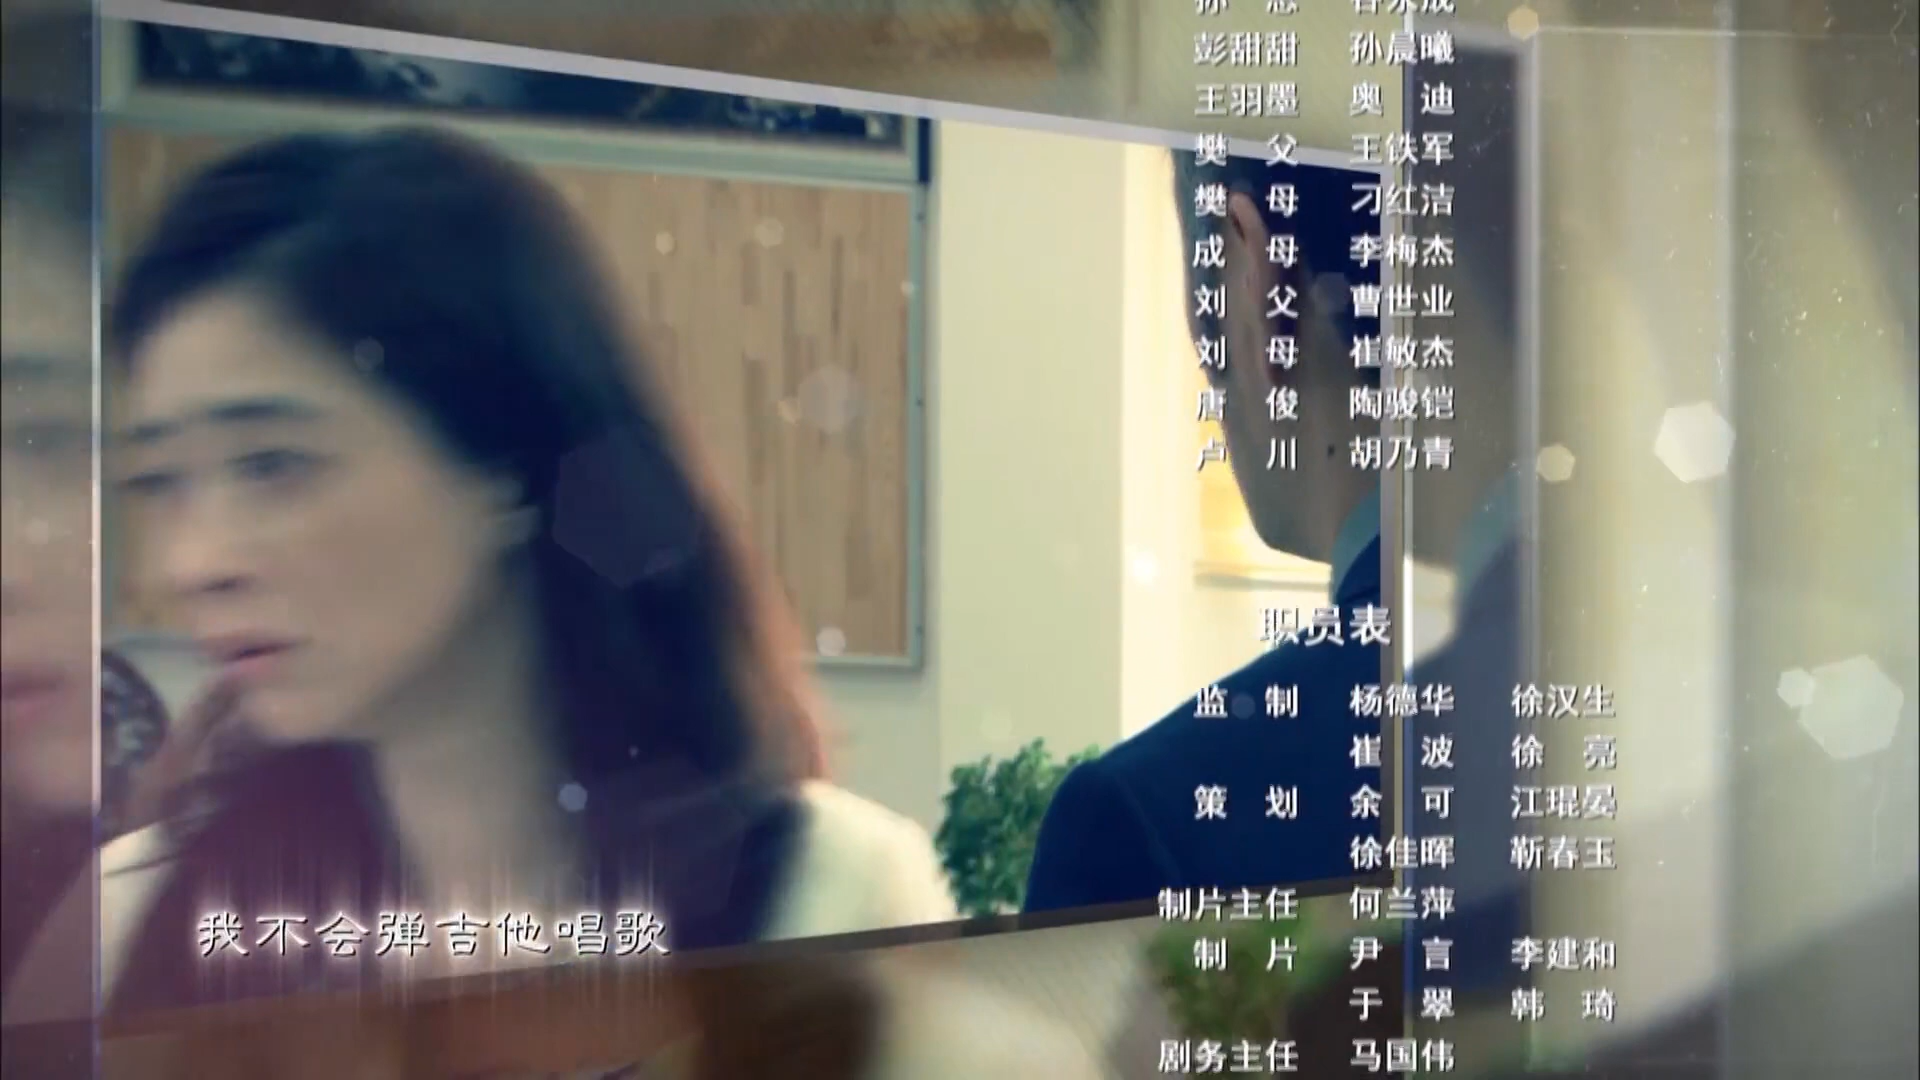 彭甜甜 孙晨曦
王羽墨 奥 迪
樊 父 王铁军
樊 母 刁红洁
成 母 李梅杰
刘 父 曹世业
刘 母 崔敏杰
唐 俊 陶骏铠
卢 川 胡乃青
职员表
监 制 杨德华 徐汉生
崔 波 徐 亮
策 划 余 可 江琨晏
徐佳晖 靳春玉
制片主任 何兰萍
制 片 尹 言 李建和
于 翠 韩 琦
剧务主任 马国伟
我不会弹吉他唱歌